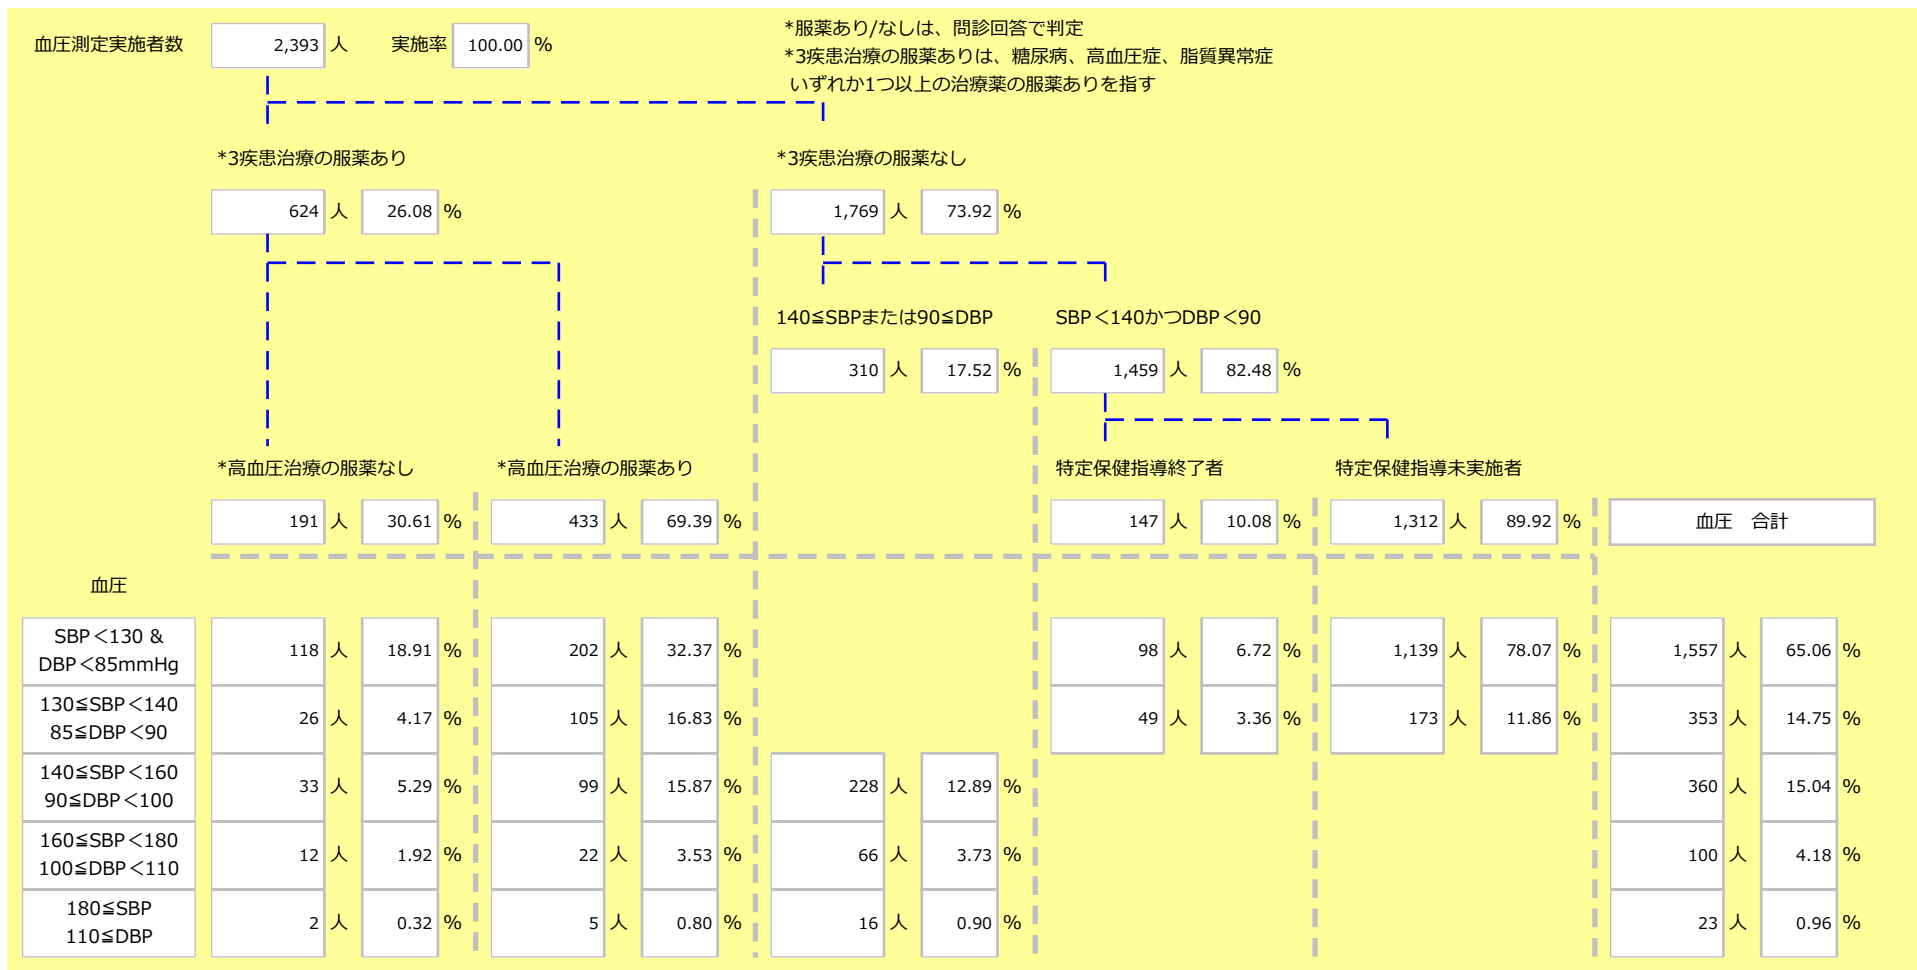 血圧測定実施者数 2,393 人 実施率 100.00 %
*服薬あり/なしは、問診回答で判定
*3疾患治療の服薬ありは、糖尿病、高血圧症、脂質異常症
いずれか1つ以上の治療薬の服薬ありを指す
*3疾患治療の服薬あり *3疾患治療の服薬なし
624 人 26.08 % 1,769 人 73.92 %
140≦SBPまたは90≦DBP SBP<140かつDBP<90
310 人 17.52 % 1,459 人 82.48 %
*高血圧治療の服薬なし *高血圧治療の服薬あり 特定保健指導終了者 特定保健指導未実施者
191 人 30.61 % 433 人 69.39 % 147 人 10.08 % 1,312 人 89.92 % 血圧 合計
血圧
SBP<130 &
DBP<85mmHg
118 人 18.91 % 202 人 32.37 % 98 人 6.72 % 1,139 人 78.07 % 1,557 人 65.06 %
130≦SBP<140
85≦DBP<90
26 人 4.17 % 105 人 16.83 % 49 人 3.36 % 173 人 11.86 % 353 人 14.75 %
140≦SBP<160
90≦DBP<100
33 人 5.29 % 99 人 15.87 % 228 人 12.89 % 360 人 15.04 %
160≦SBP<180
100≦DBP<110
12 人 1.92 % 22 人 3.53 % 66 人 3.73 % 100 人 4.18 %
180≦SBP
110≦DBP
2 人 0.32 % 5 人 0.80 % 16 人 0.90 % 23 人 0.96 %